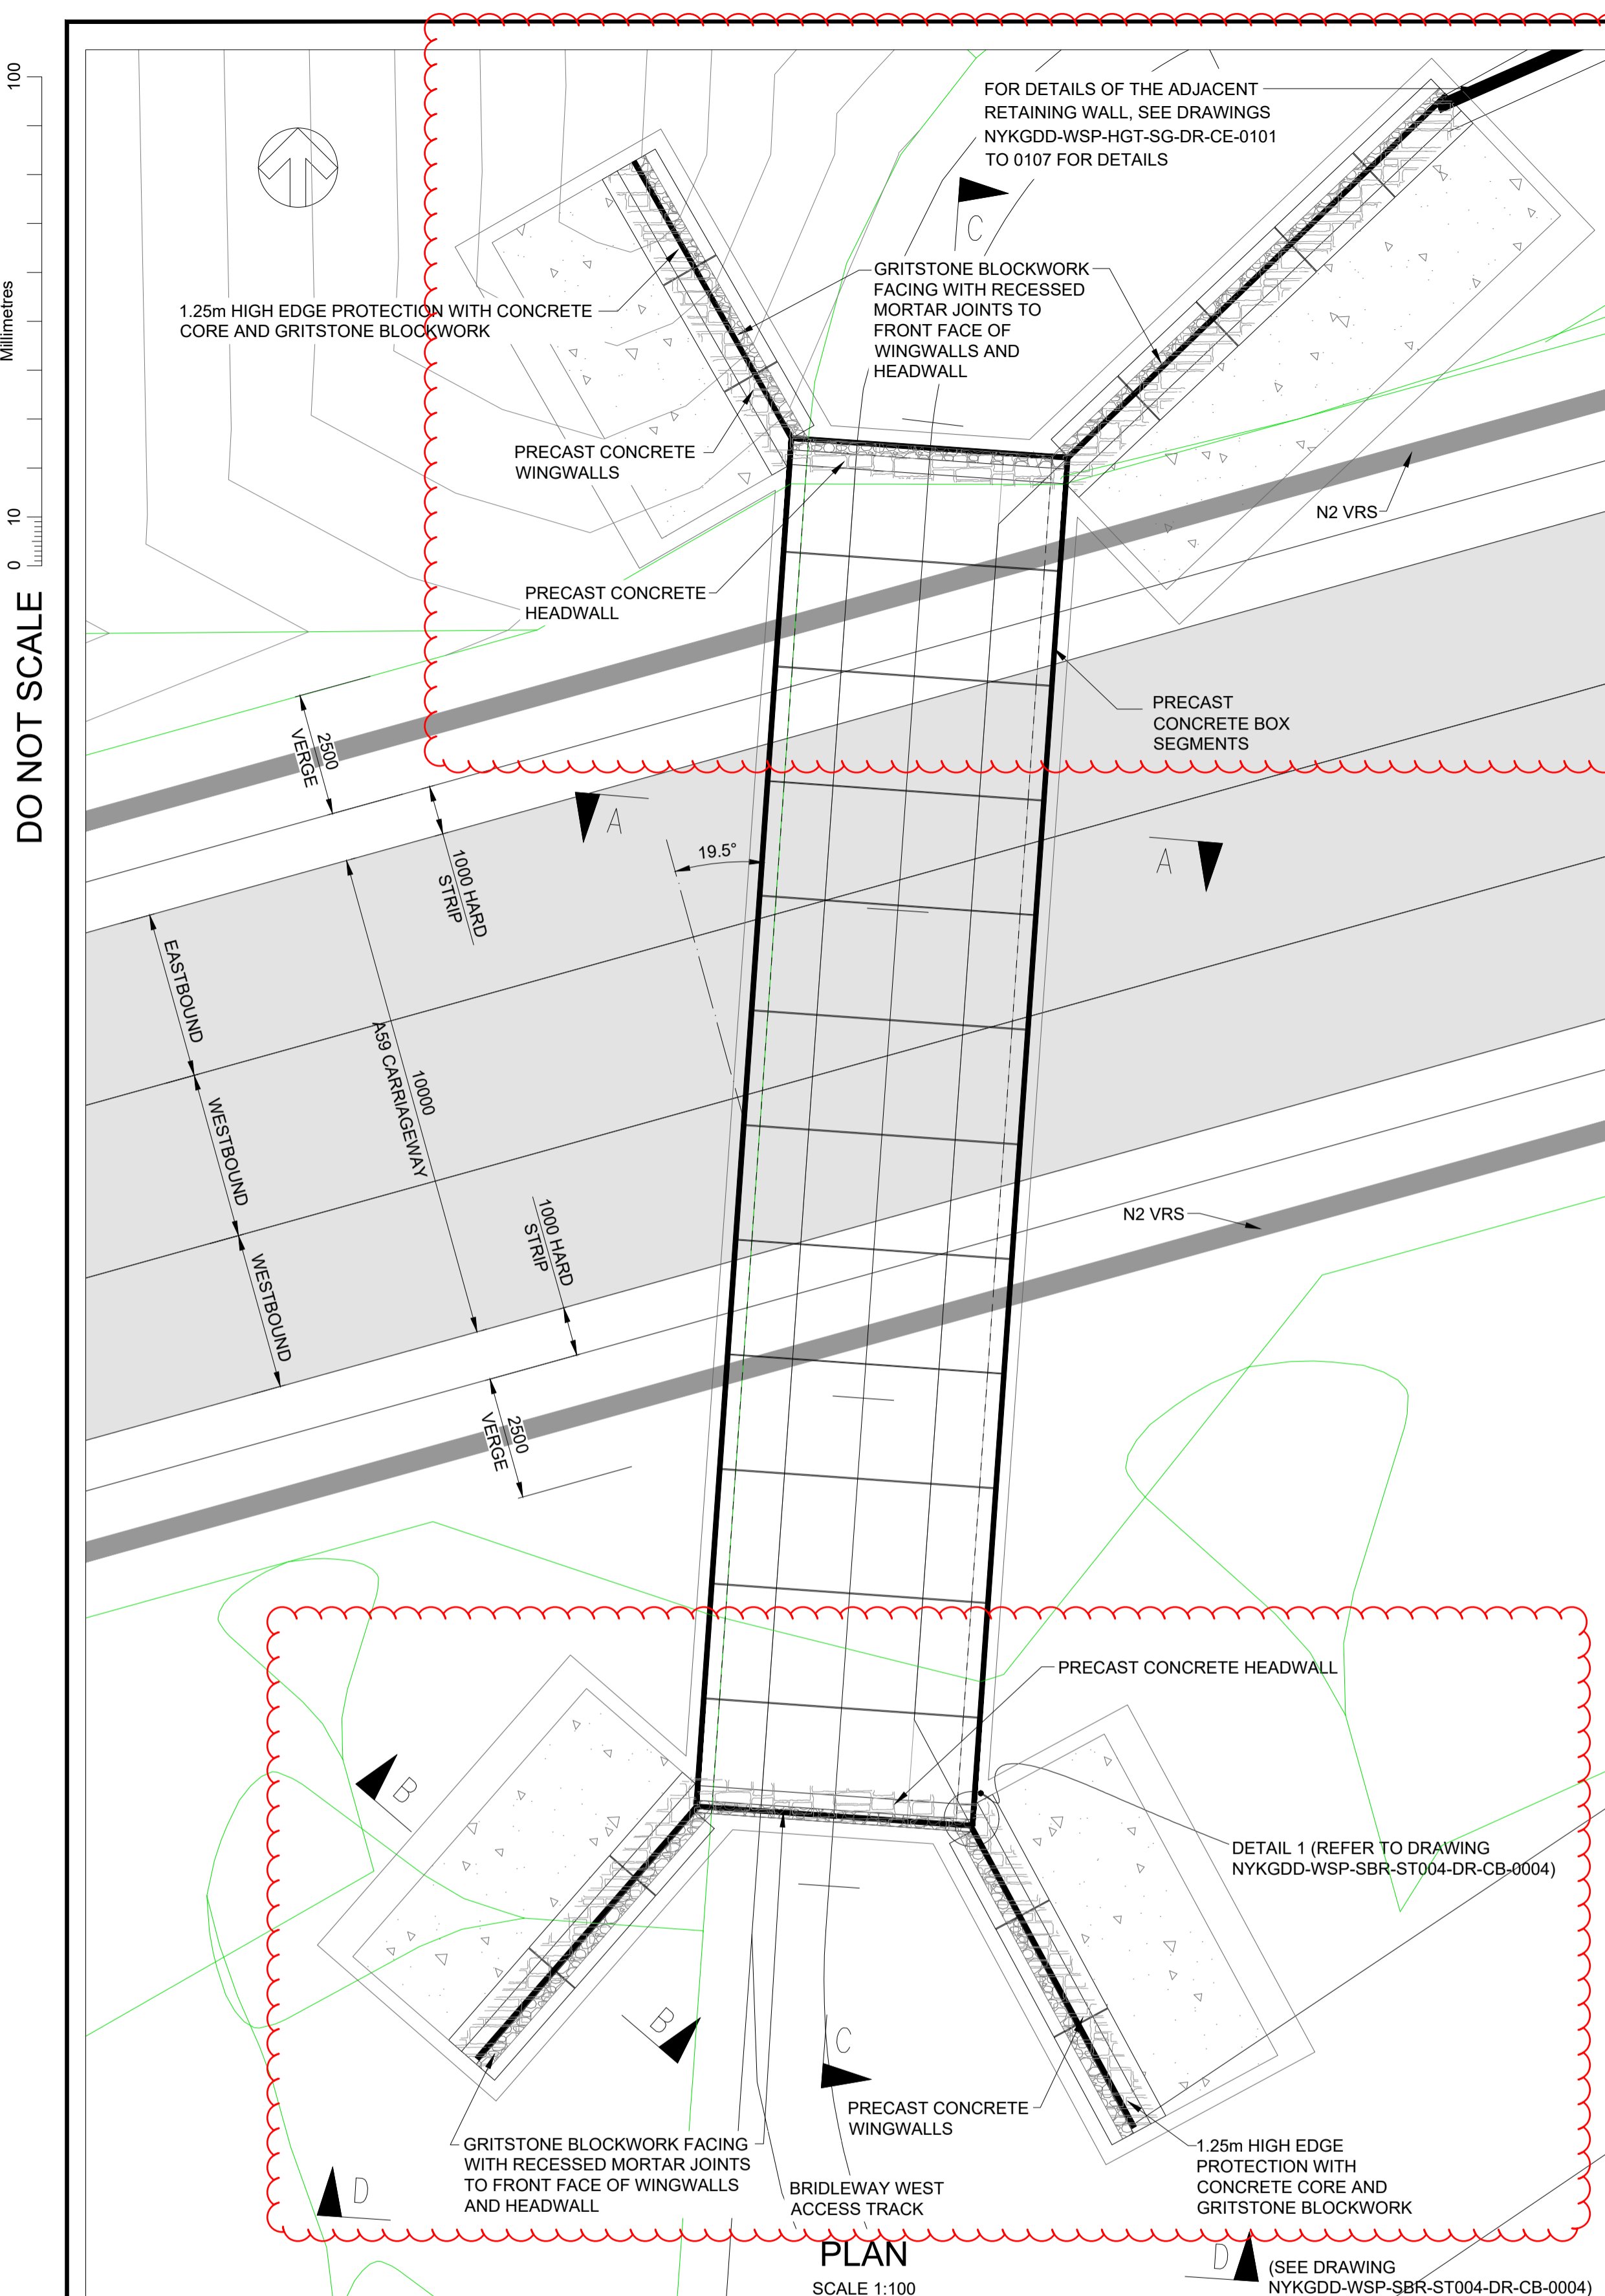 100
Millimetres
10
0
DO NOT SCALE
FOR DETAILS OF THE ADJACENT
RETAINING WALL, SEE DRAWINGS
NYKGDD-WSP-HGT-SG-DR-CE-0101
TO 0107 FOR DETAILS
C
GRITSTONE BLOCKWORK
FACING WITH RECESSED
MORTAR JOINTS TO
FRONT FACE OF
WINGWALLS AND
HEADWALL
1.25m HIGH EDGE PROTECTION WITH CONCRETE
CORE AND GRITSTONE BLOCKWORK
PRECAST CONCRETE
WINGWALLS
N2 VRS
PRECAST CONCRETE
HEADWALL
PRECAST
CONCRETE BOX
SEGMENTS
2500
VERGE
A
A
19.5°
1000 HARD
STRIP
EASTBOUND
10000
A59 CARRIAGEWAY
WESTBOUND
WESTBOUND
1000 HARD
STRIP
N2 VRS
2500
VERGE
PRECAST CONCRETE HEADWALL
B
DETAIL 1 (REFER TO DRAWING
NYKGDD-WSP-SBR-ST004-DR-CB-0004)
B
C
PRECAST CONCRETE
WINGWALLS
GRITSTONE BLOCKWORK FACING
WITH RECESSED MORTAR JOINTS
TO FRONT FACE OF WINGWALLS
AND HEADWALL
1.25m HIGH EDGE
PROTECTION WITH
CONCRETE CORE AND
GRITSTONE BLOCKWORK
BRIDLEWAY WEST
ACCESS TRACK
D
PLAN
SCALE 1:100
D
(SEE DRAWING
NYKGDD-WSP-SBR-ST004-DR-CB-0004)